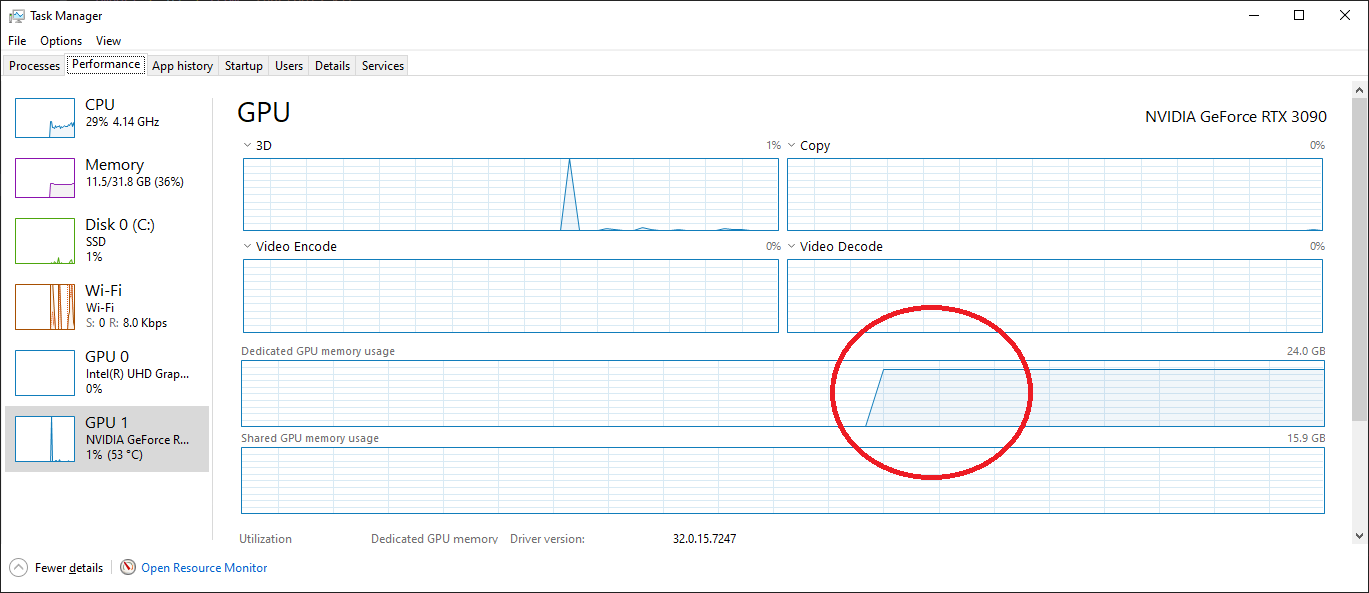 Task Manager
File Options View
Processes Performance App history Startup Users Details Services
CPU
29% 4.14 GHz
Memory
11.5/31.8 GB (36%)
Disk 0 (C:)
SSD
1%
Wi-Fi
Wi-Fi
S: 0 R: 8.0 Kbps
GPU 0
Intel(R) UHD Grap...
0%
GPU 1
NVIDIA GeForce R...
1% (53 °C)
GPU
NVIDIA GeForce RTX 3090
3D 1%
Copy 0%
Video Encode 0%
Video Decode 0%
Dedicated GPU memory usage 24.0 GB
Shared GPU memory usage 15.9 GB
Utilization Dedicated GPU memory Driver version: 32.0.15.7247
Fewer details Open Resource Monitor